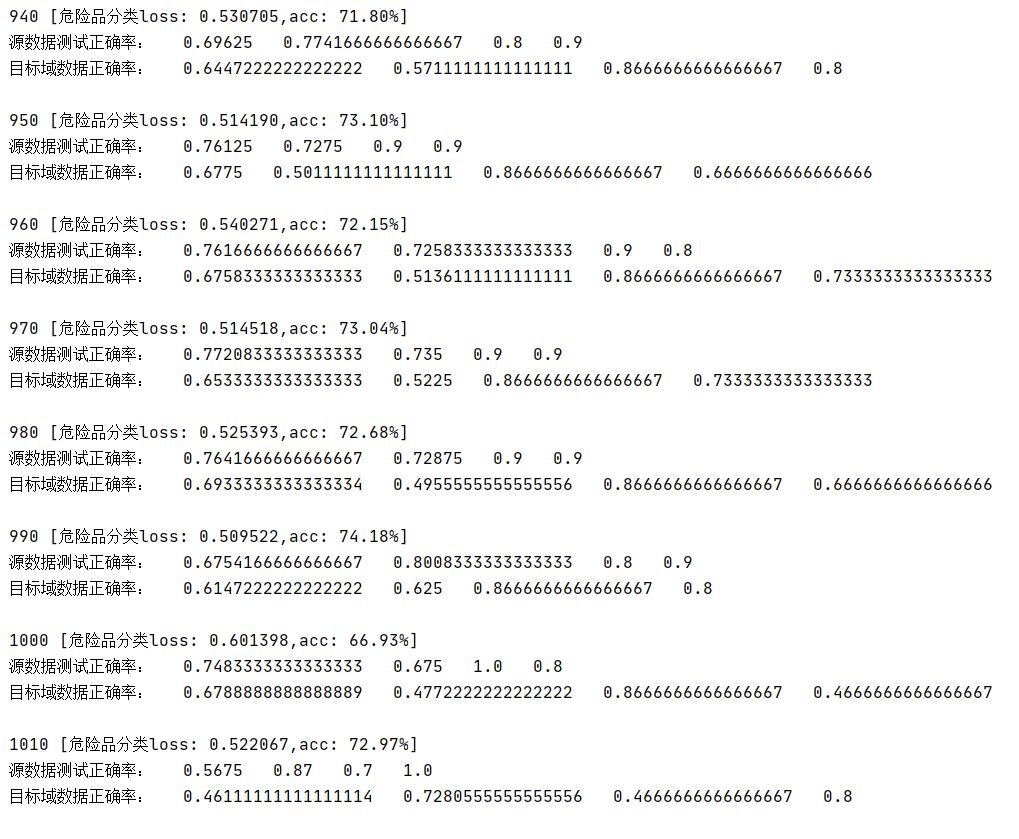 940 [危险品分类loss: 0.530705,acc: 71.80%]
源数据测试正确率： 0.69625 0.7741666666666667 0.8 0.9
目标域数据正确率： 0.6447222222222222 0.5711111111111111 0.8666666666666667 0.8
950 [危险品分类loss: 0.514190,acc: 73.10%]
源数据测试正确率： 0.76125 0.7275 0.9 0.9
目标域数据正确率： 0.6775 0.5011111111111111 0.8666666666666667 0.6666666666666666
960 [危险品分类loss: 0.540271,acc: 72.15%]
源数据测试正确率： 0.7616666666666667 0.7258333333333333 0.9 0.8
目标域数据正确率： 0.6758333333333333 0.5136111111111111 0.8666666666666667 0.7333333333333333
970 [危险品分类loss: 0.514518,acc: 73.04%]
源数据测试正确率： 0.7720833333333333 0.735 0.9 0.9
目标域数据正确率： 0.6533333333333333 0.5225 0.8666666666666667 0.7333333333333333
980 [危险品分类loss: 0.525393,acc: 72.68%]
源数据测试正确率： 0.7641666666666667 0.72875 0.9 0.9
目标域数据正确率： 0.6933333333333334 0.4955555555555556 0.8666666666666667 0.6666666666666666
990 [危险品分类loss: 0.509522,acc: 74.18%]
源数据测试正确率： 0.6754166666666667 0.8008333333333333 0.8 0.9
目标域数据正确率： 0.6147222222222222 0.625 0.8666666666666667 0.8
1000 [危险品分类loss: 0.601398,acc: 66.93%]
源数据测试正确率： 0.7483333333333333 0.675 1.0 0.8
目标域数据正确率： 0.6788888888888889 0.4772222222222222 0.8666666666666667 0.4666666666666667
1010 [危险品分类loss: 0.522067,acc: 72.97%]
源数据测试正确率： 0.5675 0.87 0.7 1.0
目标域数据正确率： 0.46111111111111114 0.7280555555555556 0.4666666666666667 0.8